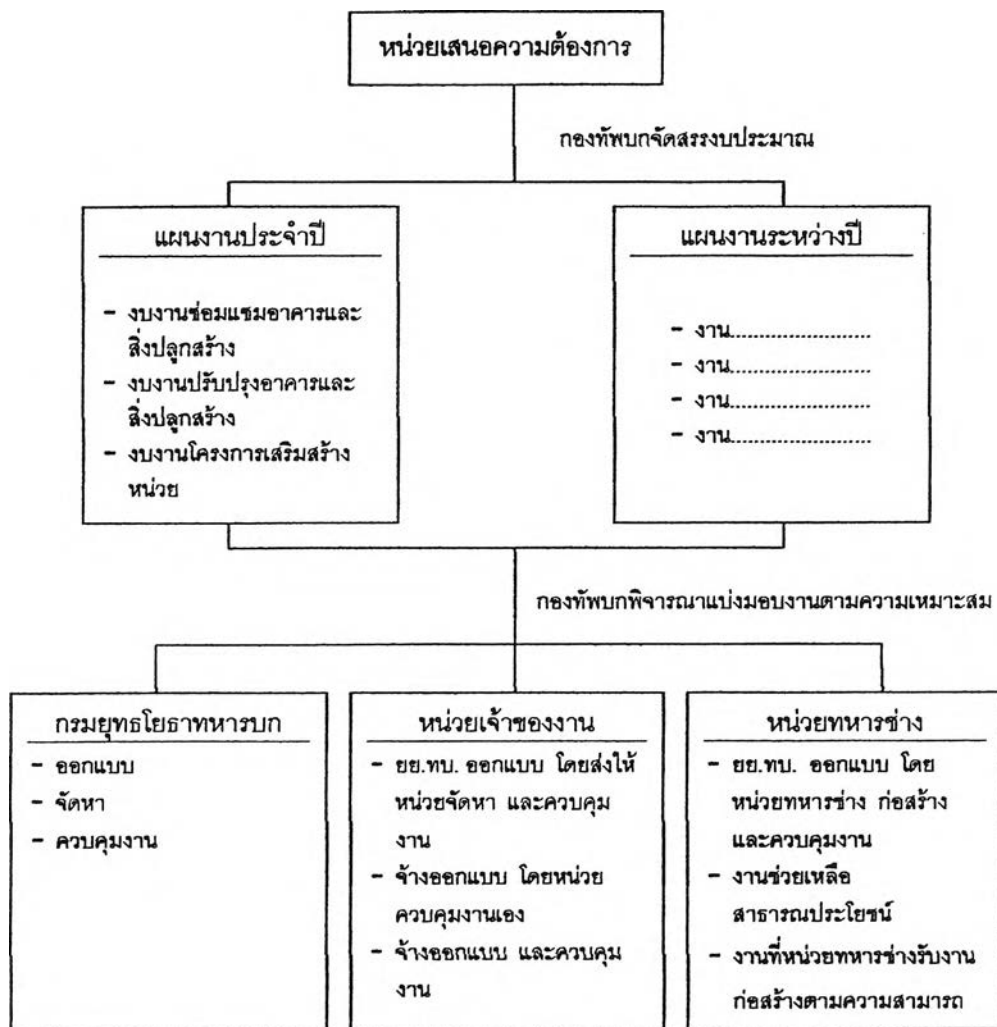 หน่วยเสนอความต้องการ
กองทัพบกจัดสรรงบประมาณ
แผนงานประจำปี
- งบงานซ่อมแซมอาคารและ
สิ่งปลูกสร้าง
- งบงานปรับปรุงอาคารและ
สิ่งปลูกสร้าง
- งบงานโครงการเสริมสร้าง
หน่วย
แผนงานระหว่างปี
- งาน......................
- งาน......................
- งาน......................
- งาน......................
กองทัพบกพิจารณาแบ่งมอบงานตามความเหมาะสม
กรมยุทธโยธาทหารบก
- ออกแบบ
- จัดหา
- ควบคุมงาน
หน่วยเจ้าของงาน
- ยย.ทบ. ออกแบบ โดยส่งให้
หน่วยจัดหา และควบคุม
งาน
- จ้างออกแบบ โดยหน่วย
ควบคุมงานเอง
- จ้างออกแบบ และควบคุม
งาน
หน่วยทหารช่าง
- ยย.ทบ. ออกแบบ โดย
หน่วยทหารช่าง ก่อสร้าง
และควบคุมงาน
- งานช่วยเหลือ
สาธารณประโยชน์
- งานที่หน่วยทหารช่างรับงาน
ก่อสร้างตามความสามารถ